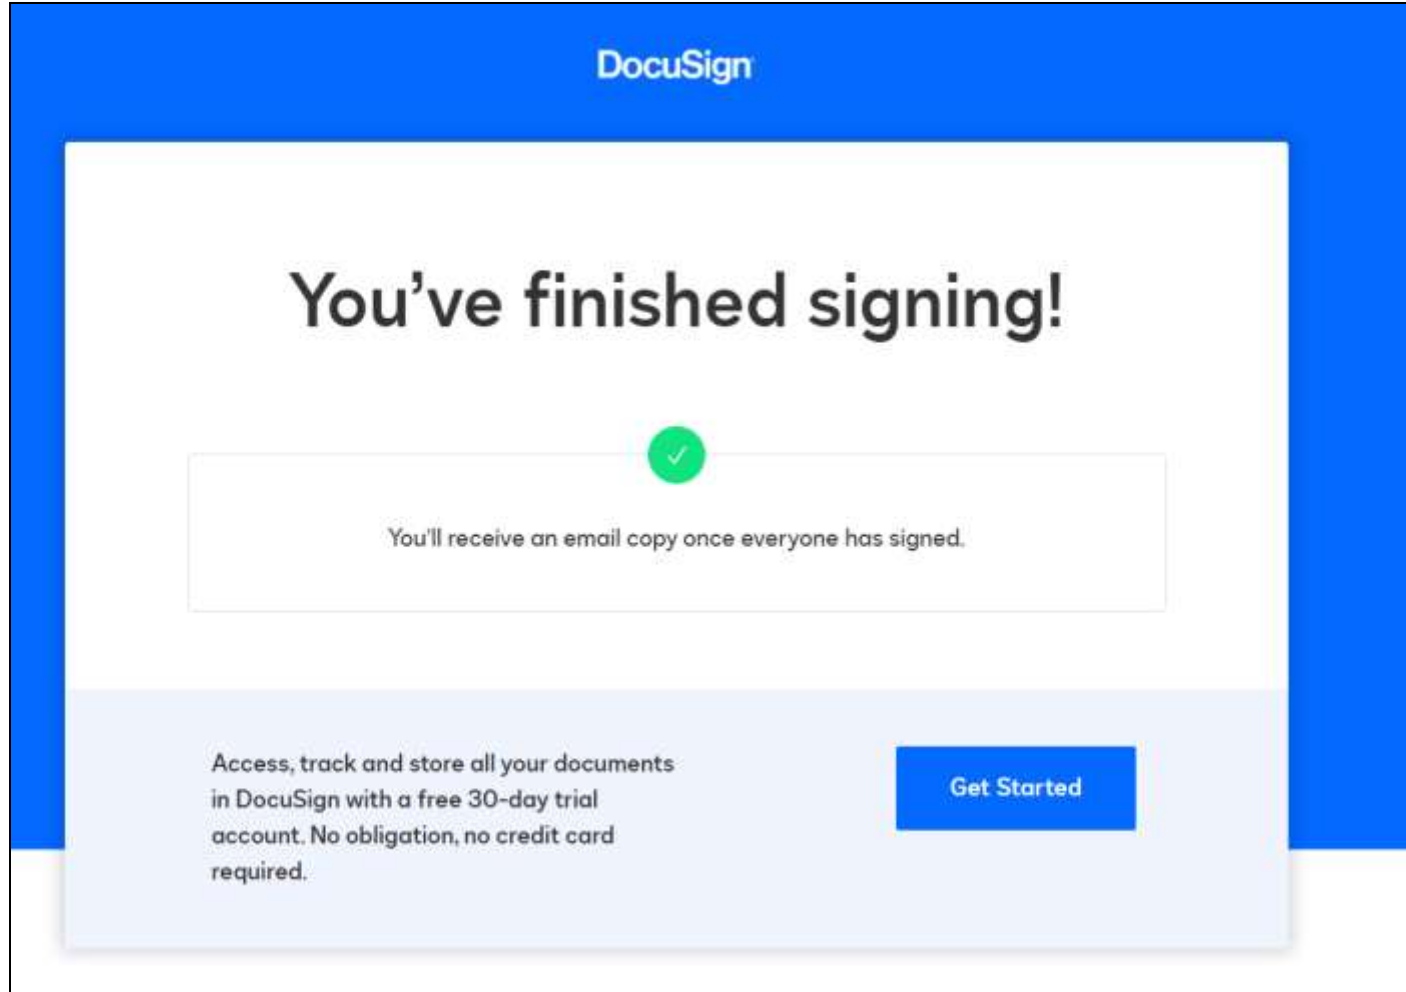 DocuSign
You’ve finished signing!
You'll receive an email copy once everyone has signed.
Access, track and store all your documents
in DocuSign with a free 30-day trial
account. No obligation, no credit card
required.
Get Started